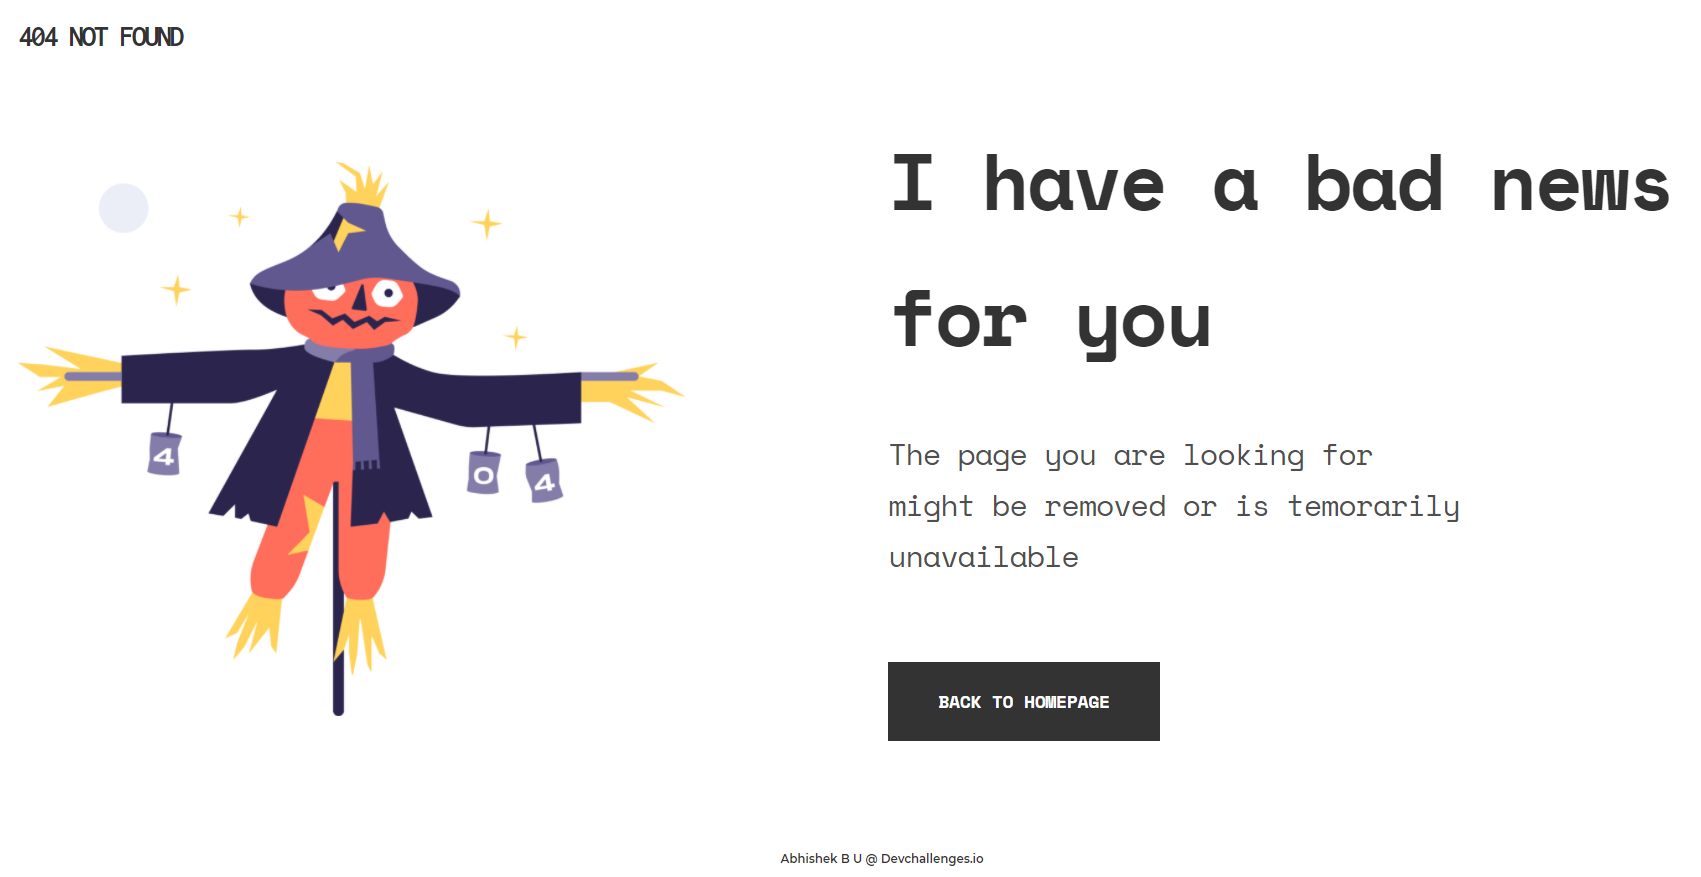 404 NOT FOUND
I have a bad news
for you
4
0
4
The page you are looking for
might be removed or is temorarily
unavailable
BACK TO HOMEPAGE
Abhishek B U @ Devchallenges.io